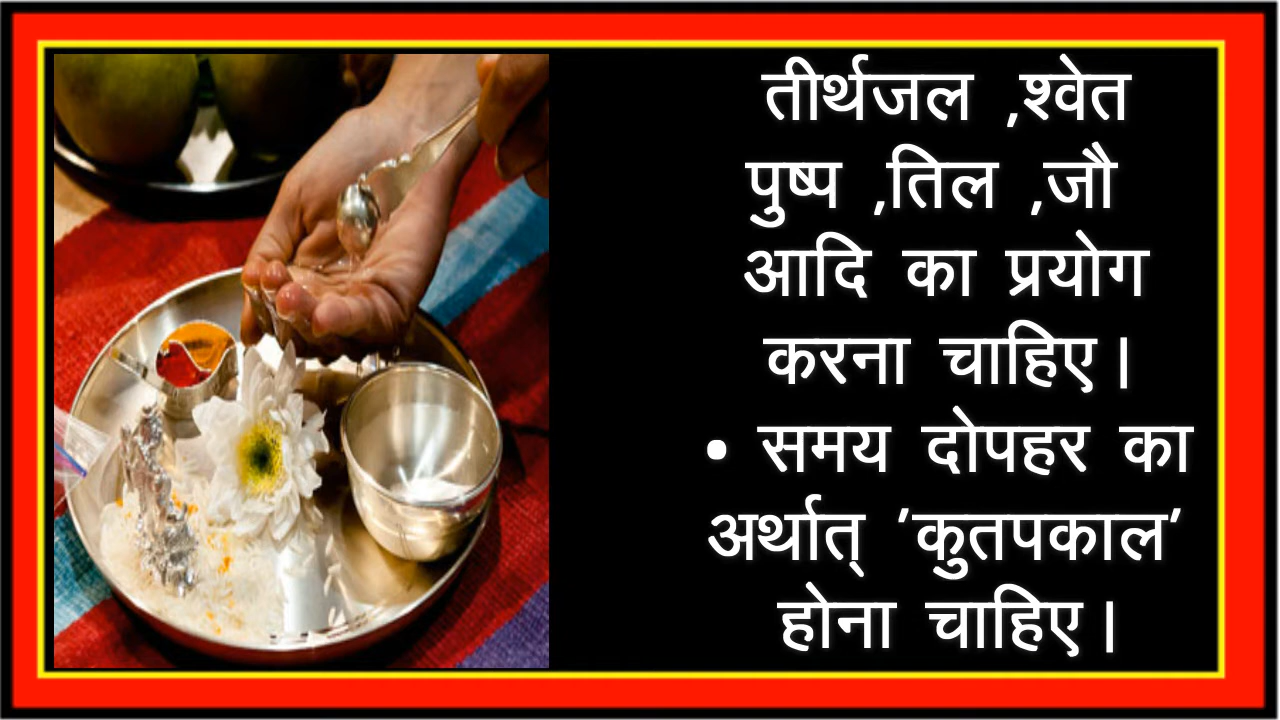 तीर्थजल ,श्वेत
पुष्प ,तिल ,जौ
आदि का प्रयोग
करना चाहिए।
• समय दोपहर का
अर्थात् 'कुतपकाल'
होना चाहिए।